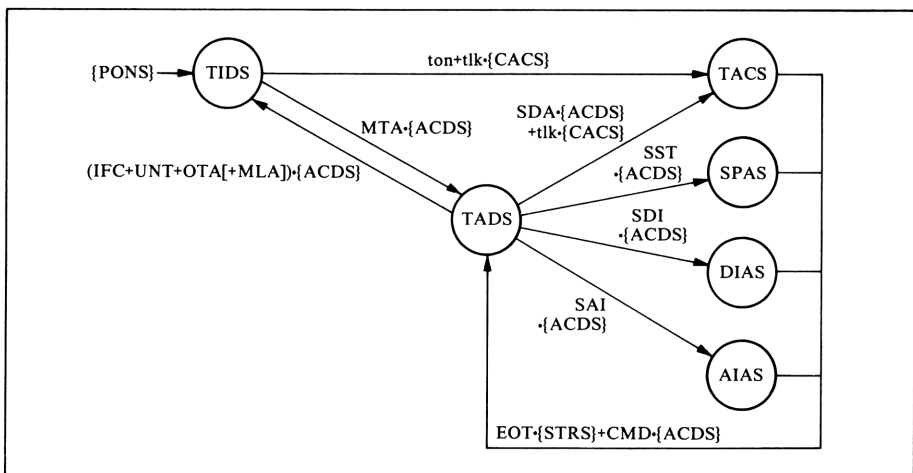 {PONS}
TIDS
ton+tlk·{CACS}
TACS
MTA·{ACDS}
SDA·{ACDS}
+tlk·{CACS}
(IFC+UNT+OTA[+MLA])·{ACDS}
SST
·{ACDS}
SPAS
TADS
SDI
·{ACDS}
DIAS
SAI
·{ACDS}
AIAS
EOT·{STRS}+CMD·{ACDS}